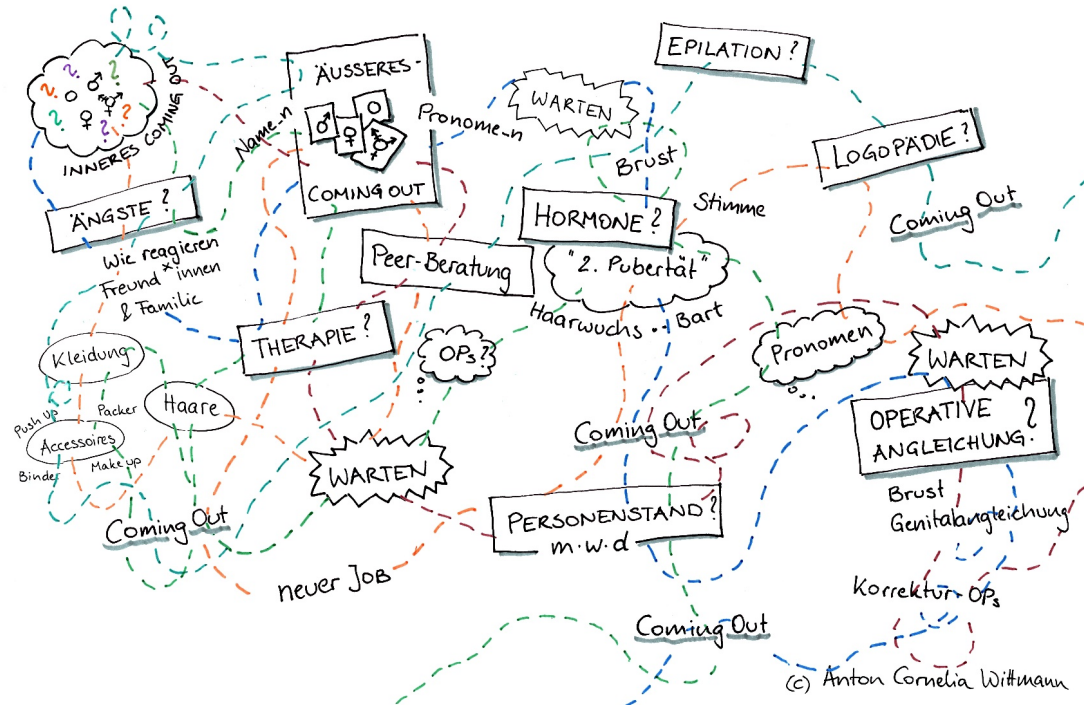 INNERES COMING OUT
ÄUSSERES-
COMING OUT
Name-n
Pronome-n
WARTEN
Brust
EPILATION?
LOGOPÄDIE?
Coming Out
ÄNGSTE?
Wie reagieren
Freund*innen
& Familie
HORMONE?
Stimme
"2. Pubertät"
Haarwuchs.. Bart
Peer-Beratung
THERAPIE?
OPs?
Pronomen
WARTEN
OPERATIVE
ANGLEICHUNG?
Brust
Genitalangleichung
Korrektur-OPs
Kleidung
Push up
Packer
Accessoires
Binder
Make up
Haare
WARTEN
Coming Out
Coming Out
PERSONENSTAND?
m.w.d
neuer JOB
Coming Out
(c) Anton Cornelia Wittmann